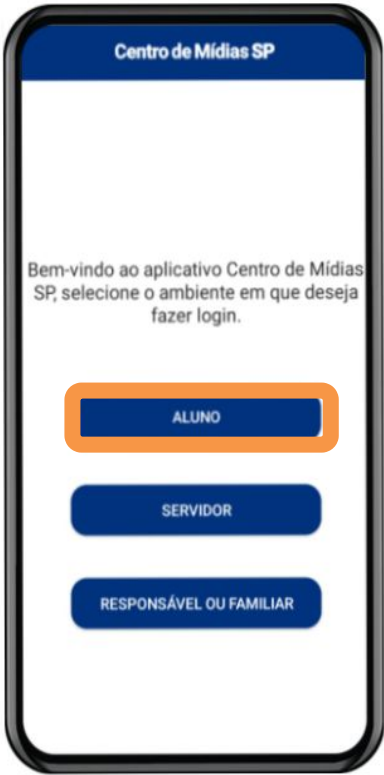 Centro de Mídias SP
Bem-vindo ao aplicativo Centro de Mídias
SP, selecione o ambiente em que deseja
fazer login.
ALUNO
SERVIDOR
RESPONSÁVEL OU FAMILIAR